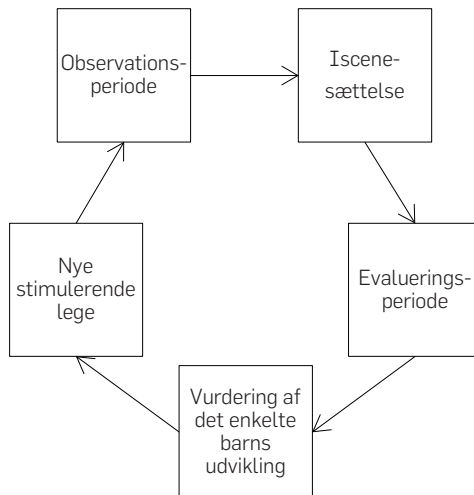 Observations-
periode
Iscene-
sættelse
Evaluerings-
periode
Vurdering af
det enkelte
barns
udvikling
Nye
stimulerende
lege